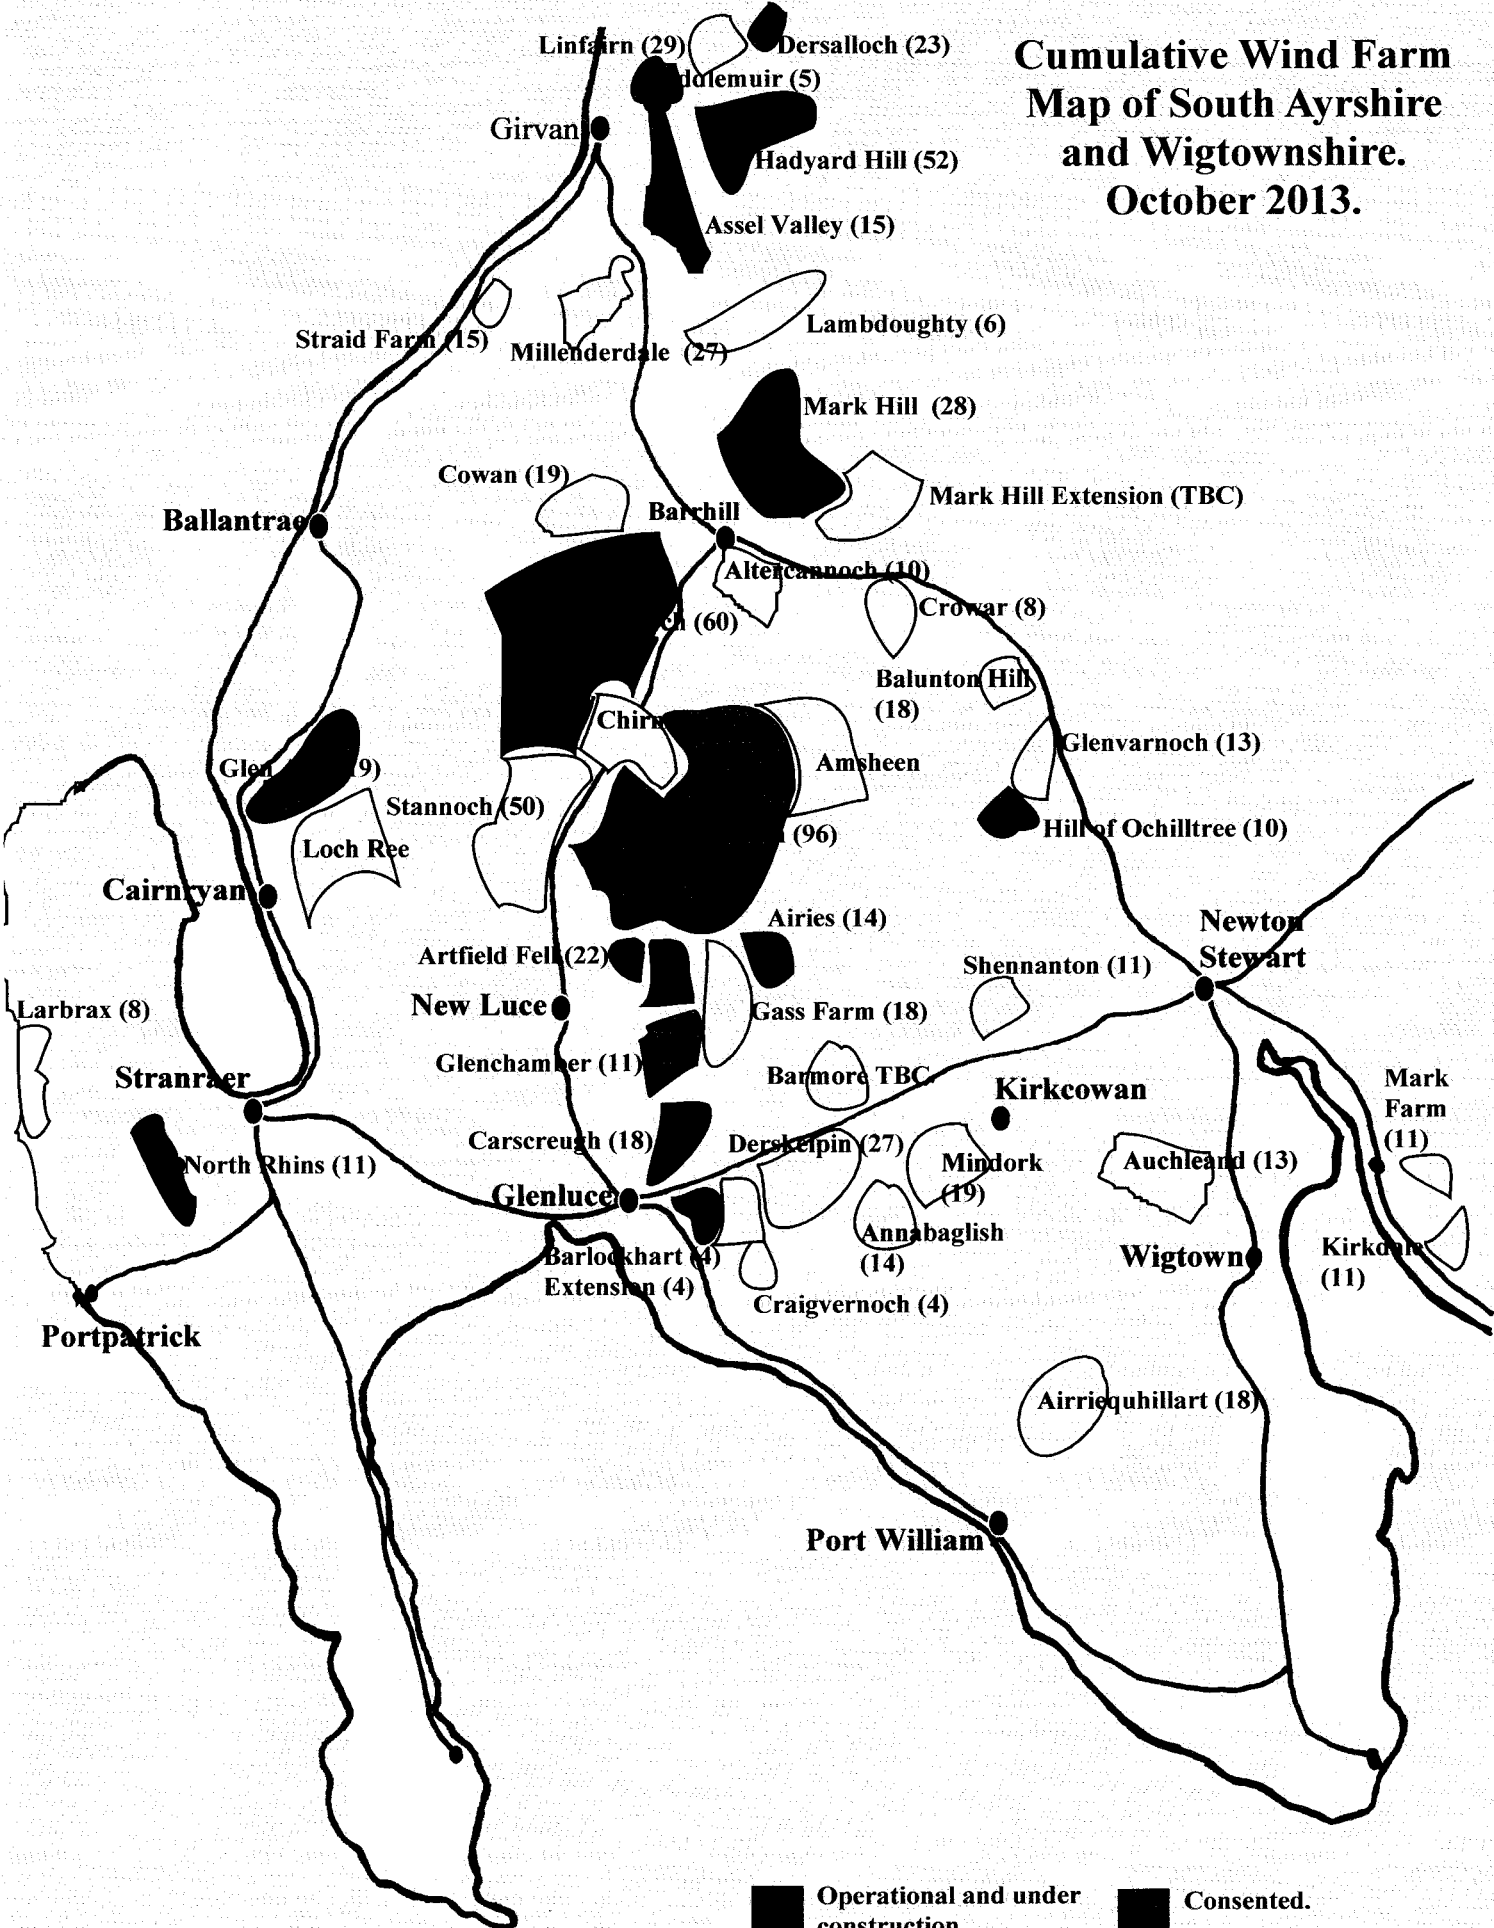 Linfairn (29)
Dersalloch (23)
Cumulative Wind Farm
Map of South Ayrshire
and Wigtownshire.
October 2013.
(5)
Girvan
Hadyard Hill (52)
Assel Valley (15)
Straid Farm (15)
Millenderdale (27)
Lambdoughty (6)
Mark Hill (28)
Cowan (19)
Mark Hill Extension (TBC)
Barrhill
Ballantrae
Altercannoch (10)
Crowar (8)
(60)
Balunton Hill
(18)
Glenvarnoch (13)
Amsheen
Glen
Stannoch (50)
Hill of Ochilltree (10)
(96)
Loch Ree
Cairnryan
Airies (14)
Newton
Stewart
Artfield Fell (22)
Shennanton (11)
New Luce
Larbrax (8)
Gass Farm (18)
Glenchamber (11)
Barmore TBC
Stranraer
Kirkcowan
Mark
Farm
(11)
Carscreugh (18)
Derskelpin (27)
North Rhins (11)
Mindork
(19)
Auchleand (13)
Glenluce
Annabaglish
(14)
Barlockhart (4)
Extension (4)
Wigtown
Kirkdale
(11)
Craigvernoch (4)
Portpatrick
Airriequhillart (18)
Port William
Operational and under
construction
Consented.